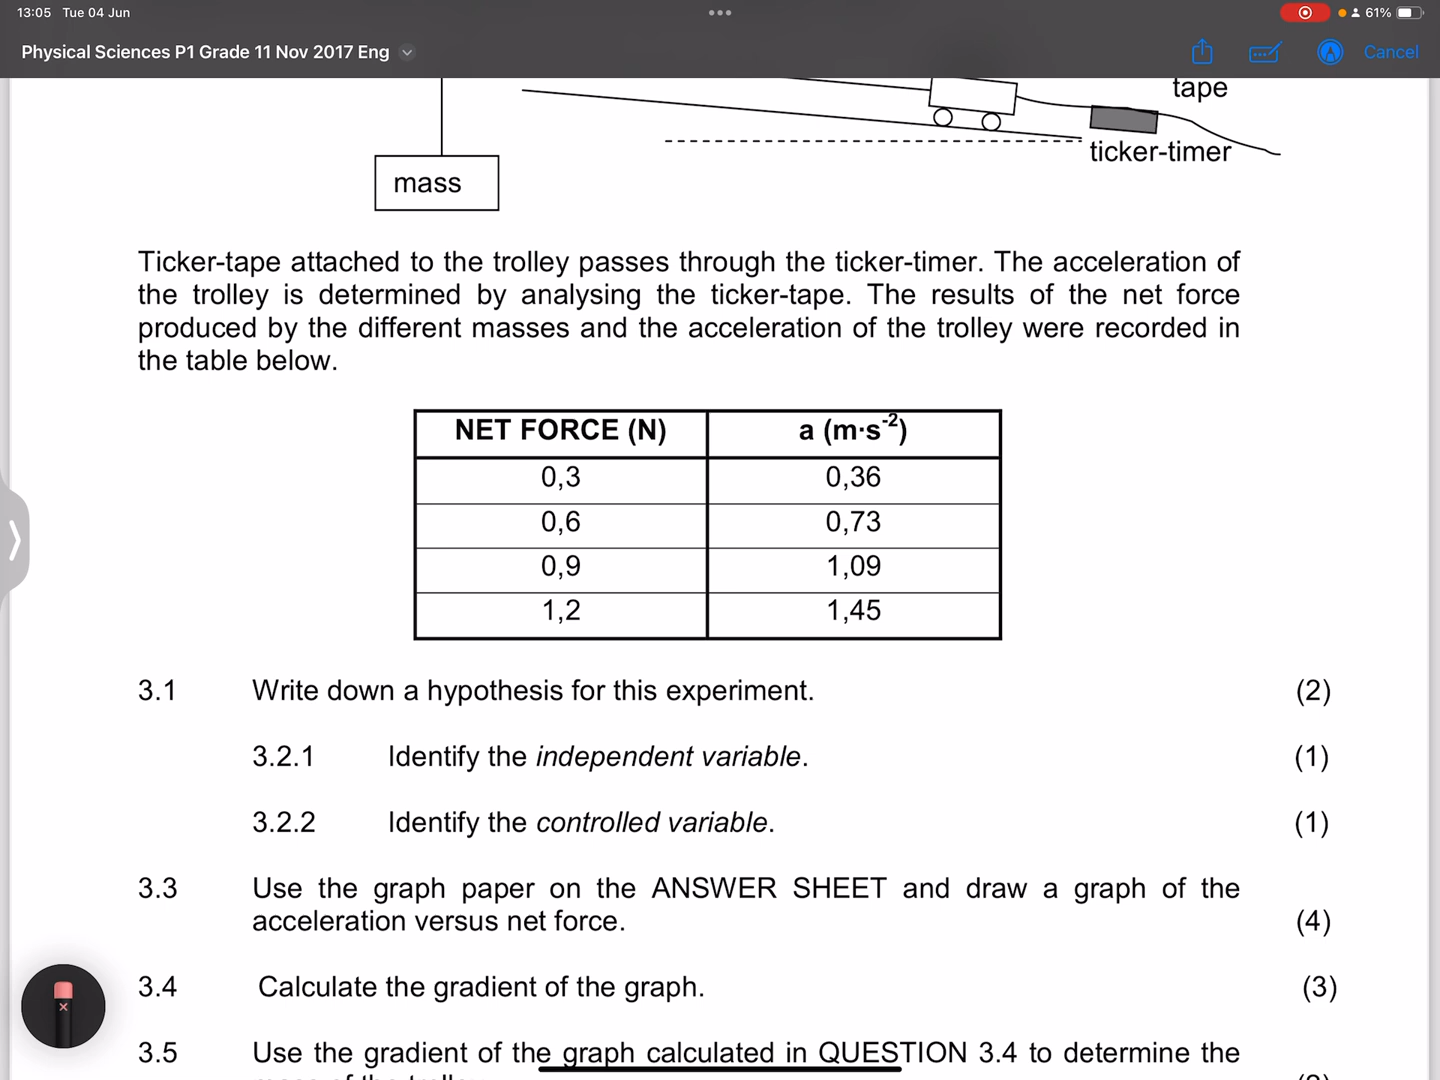 13:05 Tue 04 Jun
61%
Physical Sciences P1 Grade 11 Nov 2017 Eng
Cancel
tape
ticker-timer
mass
Ticker-tape attached to the trolley passes through the ticker-timer. The acceleration of
the trolley is determined by analysing the ticker-tape. The results of the net force
produced by the different masses and the acceleration of the trolley were recorded in
the table below.
NET FORCE (N) a (m·s⁻²)
0,3 0,36
0,6 0,73
0,9 1,09
1,2 1,45
3.1 Write down a hypothesis for this experiment. (2)
3.2.1 Identify the independent variable. (1)
3.2.2 Identify the controlled variable. (1)
3.3 Use the graph paper on the ANSWER SHEET and draw a graph of the
acceleration versus net force. (4)
3.4 Calculate the gradient of the graph. (3)
3.5 Use the gradient of the graph calculated in QUESTION 3.4 to determine the